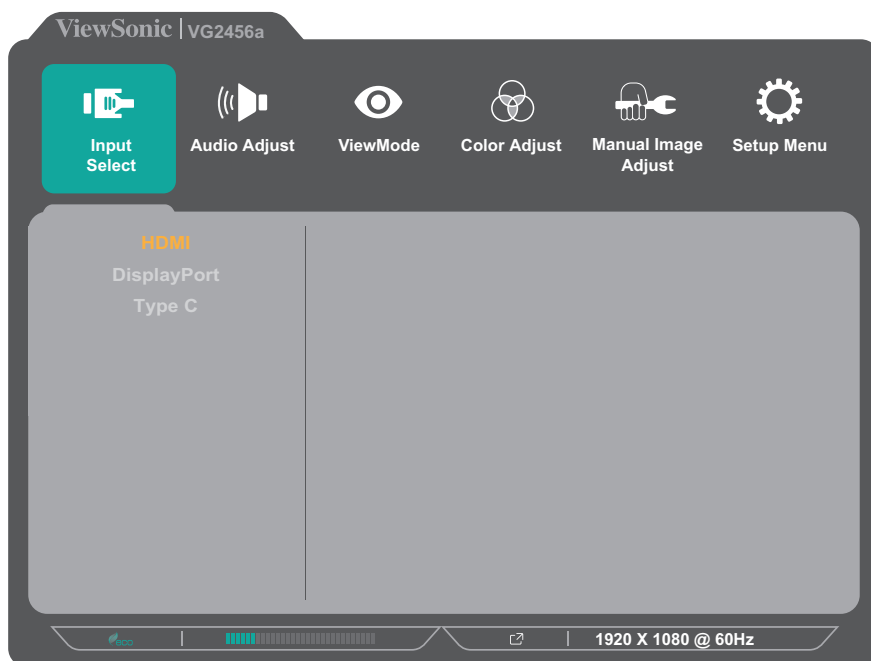 ViewSonic | VG2456a
Input
Select
Audio Adjust
ViewMode
Color Adjust
Manual Image
Adjust
Setup Menu
HDMI
DisplayPort
Type C
eco
1920 X 1080 @ 60Hz